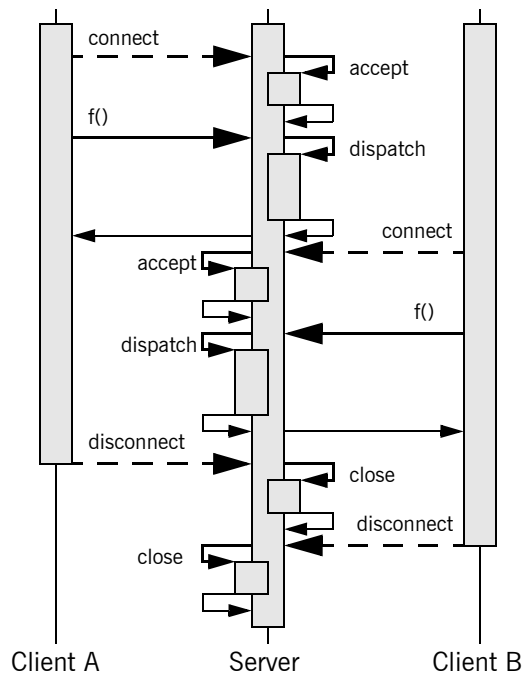 connect
accept
f()
dispatch
connect
accept
f()
dispatch
disconnect
close
disconnect
close
Client A
Server
Client B